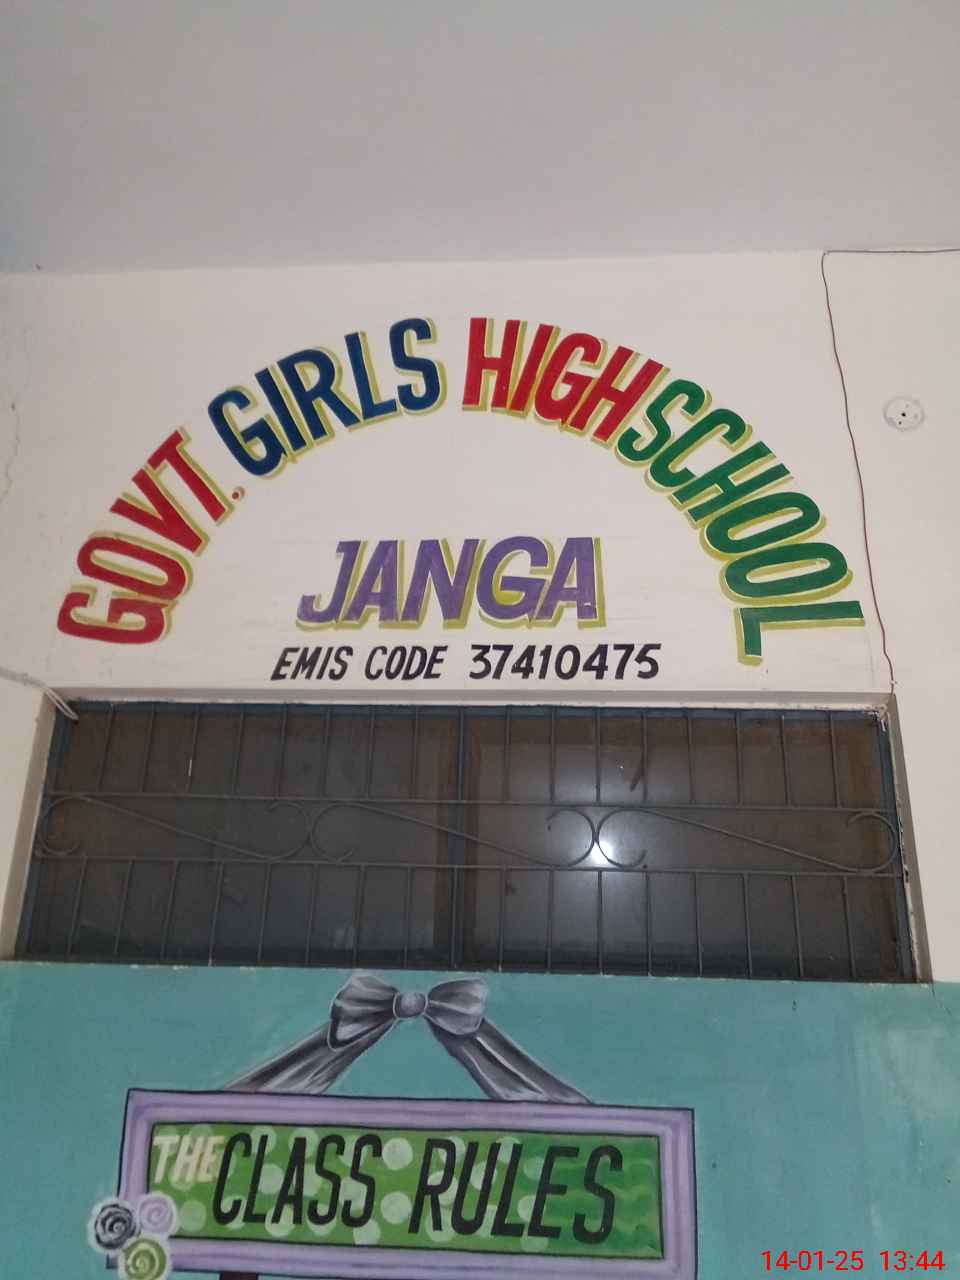 GOVT. GIRLS HIGH SCHOOL
JANGA
EMIS CODE 37410475
THE CLASS RULES
14-01-25 13:44